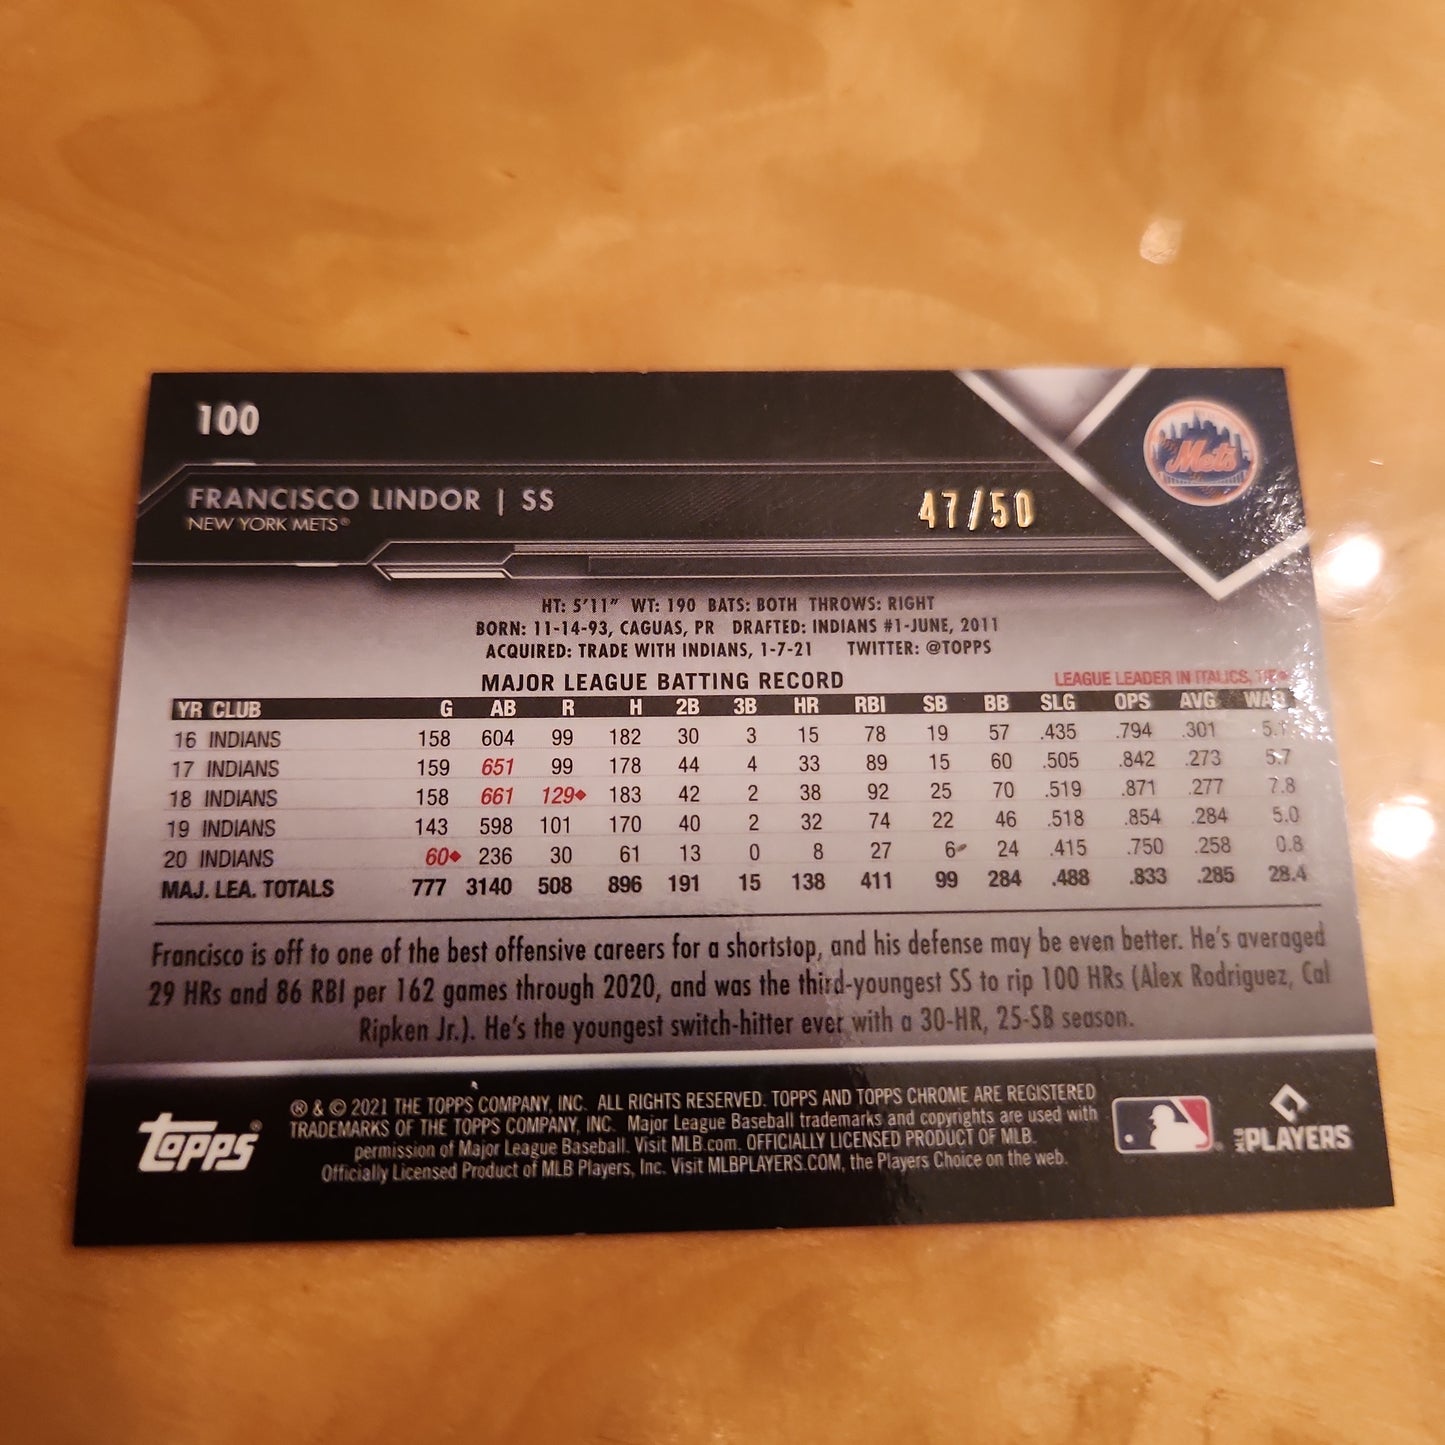 100
Mets
FRANCISCO LINDOR | SS
47/50
NEW YORK METS®
HT: 5'11" WT: 190 BATS: BOTH THROWS: RIGHT
BORN: 11-14-93, CAGUAS, PR DRAFTED: INDIANS #1-JUNE, 2011
ACQUIRED: TRADE WITH INDIANS, 1-7-21 TWITTER: @TOPPS
MAJOR LEAGUE BATTING RECORD LEAGUE LEADER IN ITALICS,
YR CLUB G AB R H 2B 3B HR RBI SB BB SLG OPS AVG WAR
16 INDIANS 158 604 99 182 30 3 15 78 19 57 .435 .794 .301 5.1
17 INDIANS 159 651 99 178 44 4 33 89 15 60 .505 .842 .273 5.7
18 INDIANS 158 661 129◆ 183 42 2 38 92 25 70 .519 .871 .277 7.8
19 INDIANS 143 598 101 170 40 2 32 74 22 46 .518 .854 .284 5.0
20 INDIANS 60◆ 236 30 61 13 0 8 27 6 24 .415 .750 .258 0.8
MAJ. LEA. TOTALS 777 3140 508 896 191 15 138 411 99 284 .488 .833 .285 28.4
Francisco is off to one of the best offensive careers for a shortstop, and his defense may be even better. He's averaged
29 HRs and 86 RBI per 162 games through 2020, and was the third-youngest SS to rip 100 HRs (Alex Rodriguez, Cal
Ripken Jr.). He's the youngest switch-hitter ever with a 30-HR, 25-SB season.
topps®
® & © 2021 THE TOPPS COMPANY, INC. ALL RIGHTS RESERVED. TOPPS AND TOPPS CHROME ARE REGISTERED
TRADEMARKS OF THE TOPPS COMPANY, INC. Major League Baseball trademarks and copyrights are used with
permission of Major League Baseball. Visit MLB.com. OFFICIALLY LICENSED PRODUCT OF MLB.
Officially Licensed Product of MLB Players, Inc. Visit MLBPLAYERS.COM, the Players Choice on the web.
MLB PLAYERS